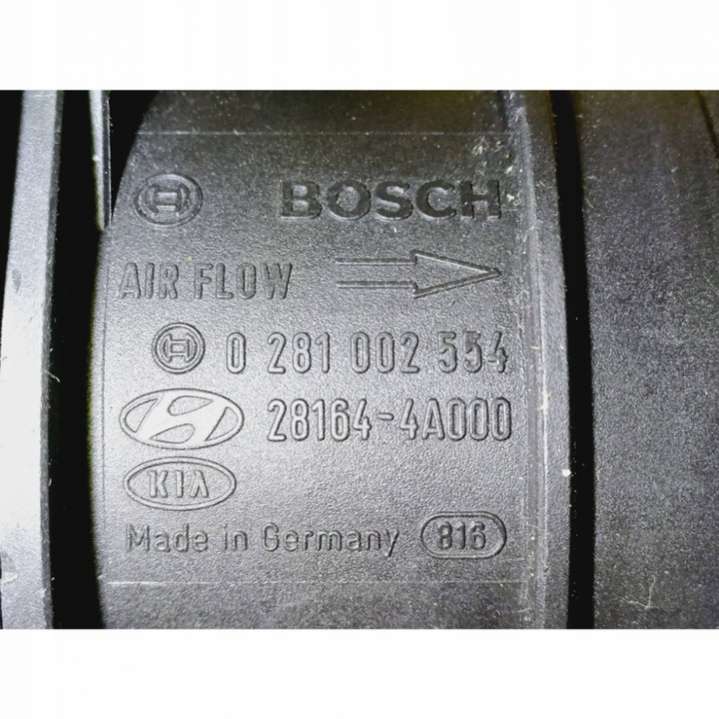 BOSCH
AIR FLOW
0 281 002 554
28164-4A000
KIA
Made in Germany 816